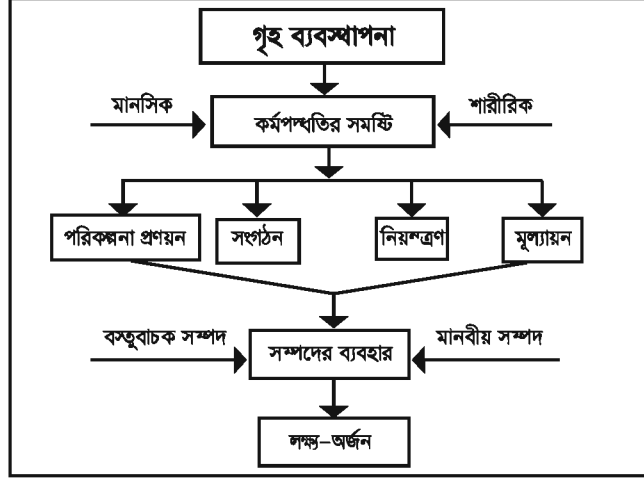 গৃহ ব্যবস্থাপনা
মানসিক
কর্মপদ্ধতির সমষ্টি
শারীরিক
পরিকল্পনা প্রণয়ন
সংগঠন
নিয়ন্ত্রণ
মূল্যায়ন
বস্তুবাচক সম্পদ
সম্পদের ব্যবহার
মানবীয় সম্পদ
লক্ষ্য-অর্জন